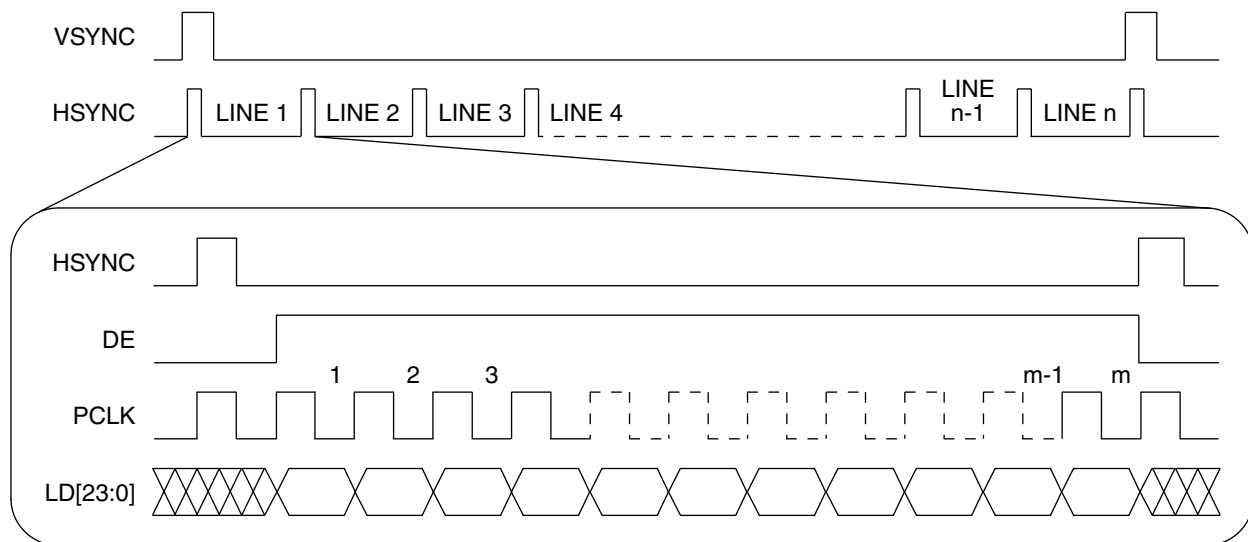 VSYNC
HSYNC LINE 1 LINE 2 LINE 3 LINE 4 LINE n-1 LINE n
HSYNC
DE
1 2 3 m-1 m
PCLK
LD[23:0]